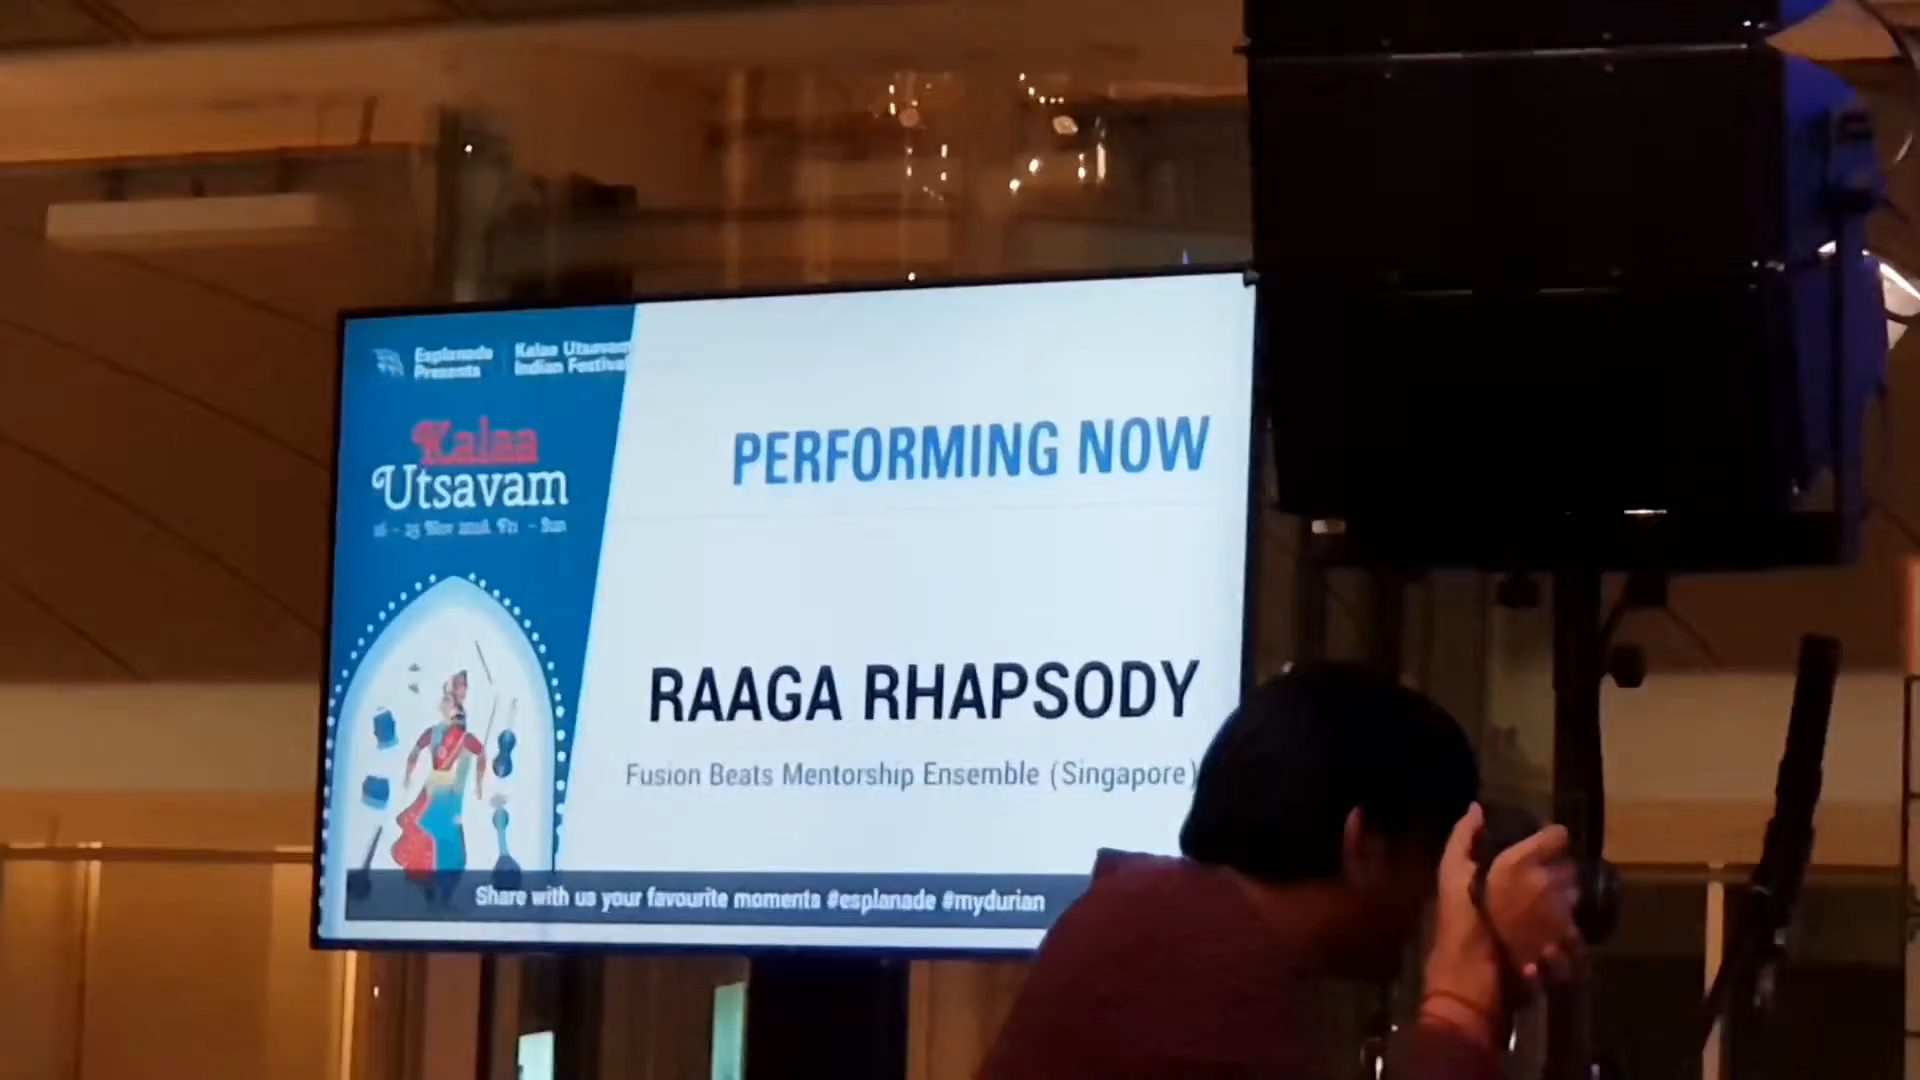 Esplanade
Presents
Kalaa Utsavam
Indian Festival
Kalaa
Utsavam
PERFORMING NOW
RAAGA RHAPSODY
Fusion Beats Mentorship Ensemble (Singapore)
Share with us your favourite moments #esplanade #mydurian